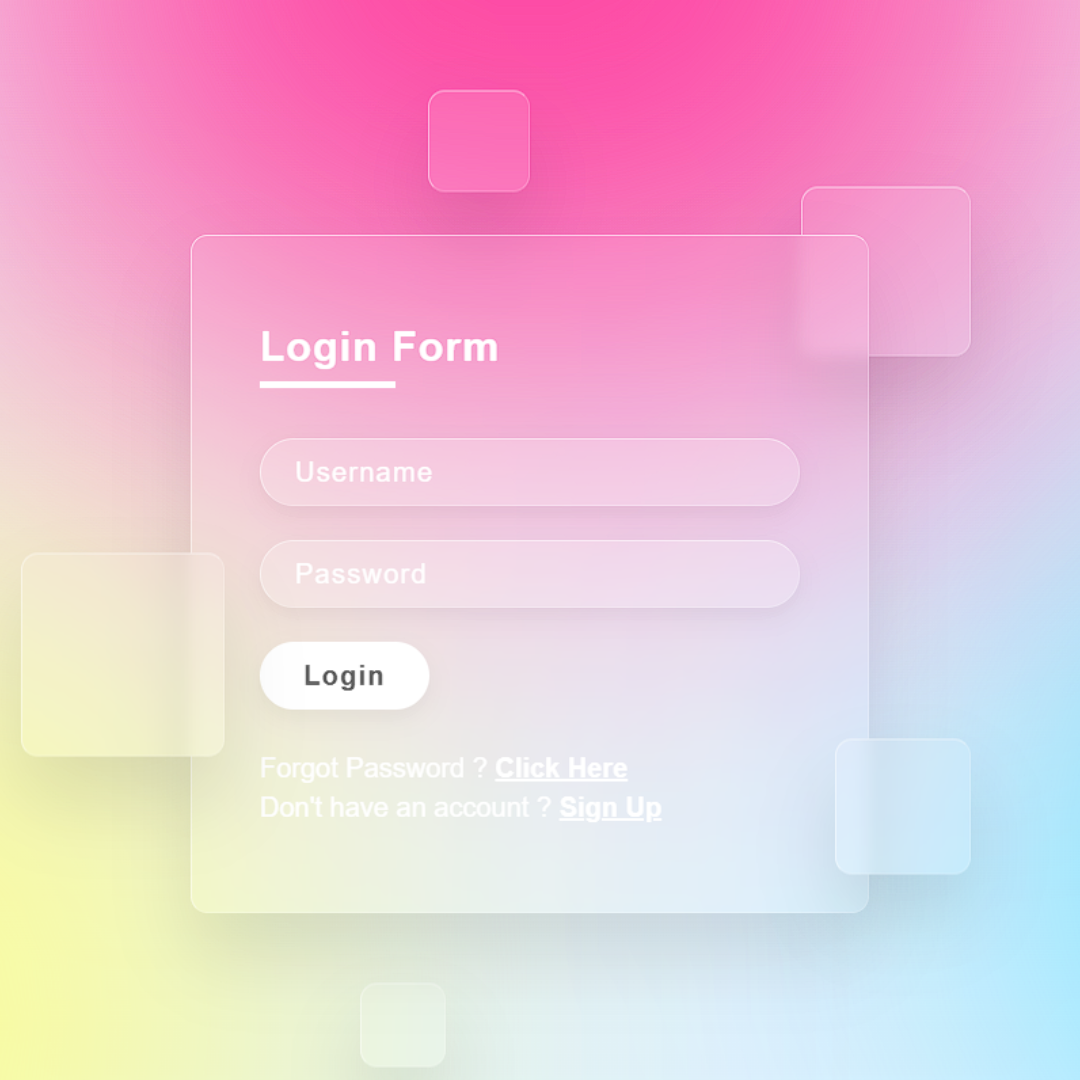 Login Form
Username
Password
Login
Forgot Password ? Click Here
Don't have an account ? Sign Up